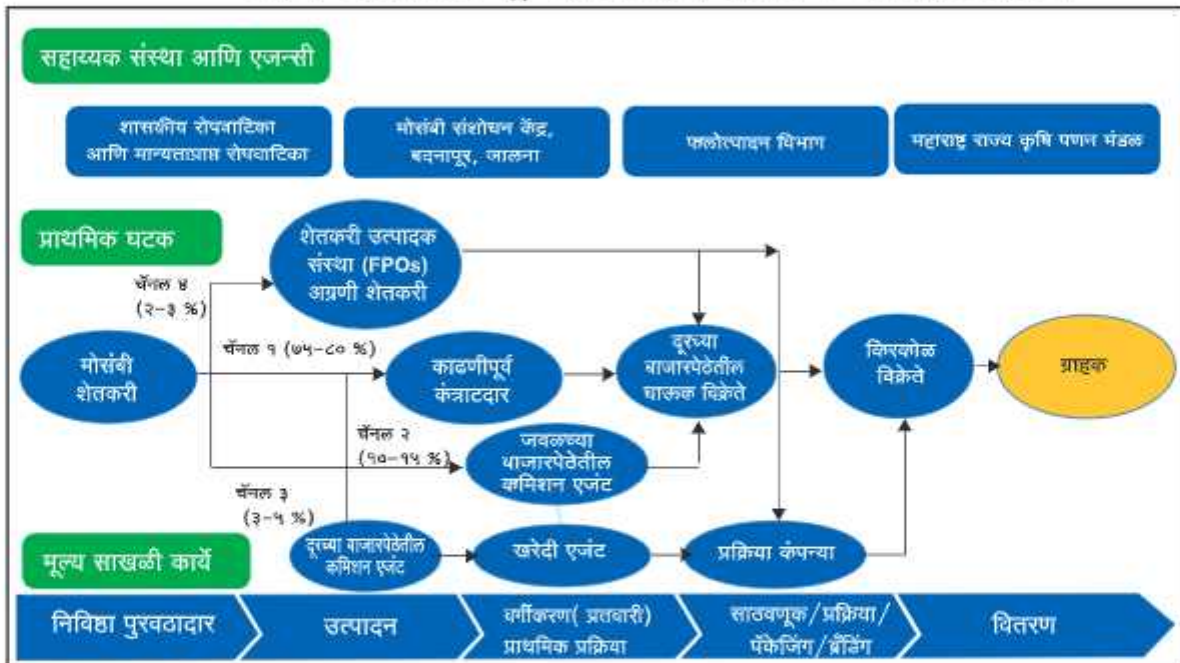 सहाय्यक संस्था आणि एजन्सी
शासकीय रोपवाटिका
आणि मान्यताप्राप्त रोपवाटिका
मोसंबी संशोधन केंद्र,
बदनापूर, जालना
फलोत्पादन विभाग
महाराष्ट्र राज्य कृषि पणन मंडळ
प्राथमिक घटक
शेतकरी उत्पादक
संस्था (FPOs)
अग्रणी शेतकरी
चॅनल ४
(२-३ %)
मोसंबी
शेतकरी
चॅनल १ (७५-८० %)
काढणीपूर्व
कंत्राटदार
दूरच्या
बाजारपेठेतील
घाऊक विक्रेते
किरकोळ
विक्रेते
ग्राहक
चॅनल २
(१०-१५ %)
जवळच्या
बाजारपेठेतील
कमिशन एजंट
चॅनल ३
(३-५ %)
दूरच्या बाजारपेठेतील
कमिशन एजंट
खरेदी एजंट
प्रक्रिया कंपन्या
मूल्य साखळी कार्ये
निविष्ठा पुरवठादार
उत्पादन
वर्गीकरण( प्रतवारी)
प्राथमिक प्रक्रिया
साठवणूक/प्रक्रिया/
पॅकेजिंग/ब्रँडिंग
वितरण